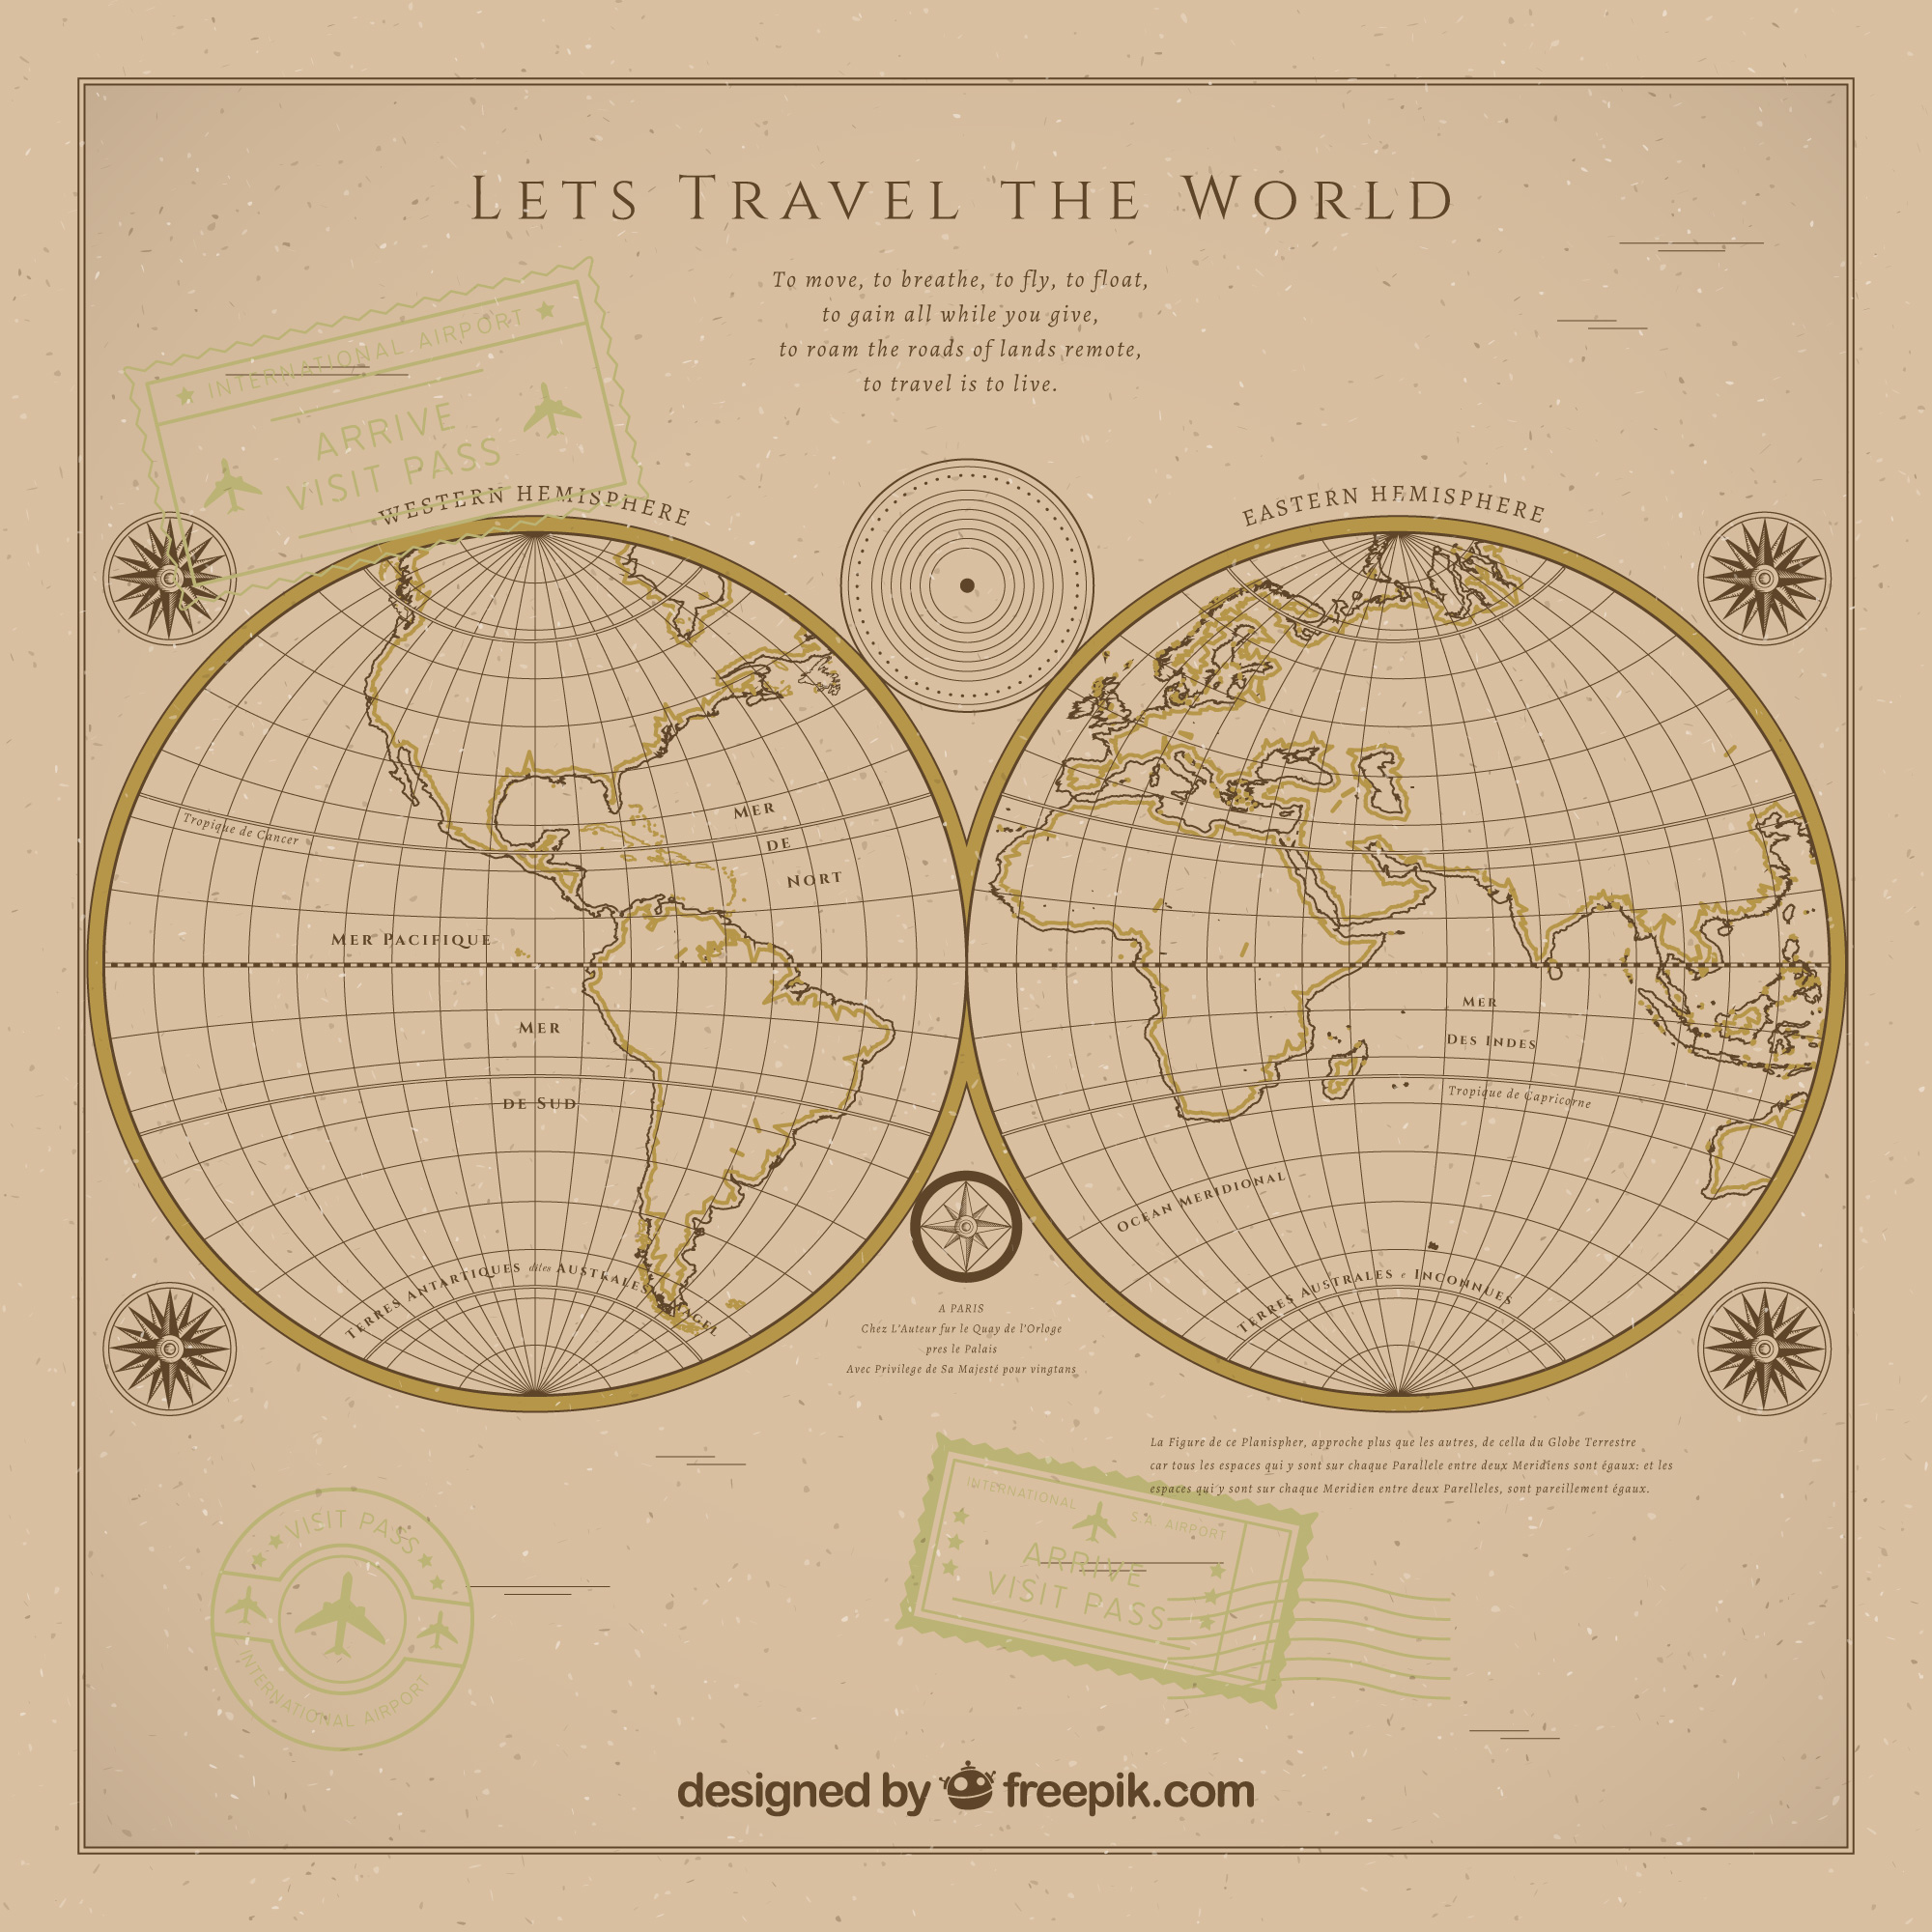 LETS TRAVEL THE WORLD
To move, to breathe, to fly, to float,
to gain all while you give,
to roam the roads of lands remote,
to travel is to live.
INTERNATIONAL AIRPORT
ARRIVE
VISIT PASS
WESTERN HEMISPHERE
EASTERN HEMISPHERE
Tropique de Cancer
MER
DE
NORT
MER PACIFIQUE
MER
DE SUD
TERRES ANTARTIQUES dites AUSTRALES
MER
DES INDES
Tropique de Capricorne
OCEAN MERIDIONAL
TERRES AUSTRALES e INCONNUES
A PARIS
Chez L'Auteur fur le Quay de l'Orloge
pres le Palais
Avec Privilege de Sa Majesté pour vingtans
La Figure de ce Planispher, approche plus que les autres, de cella du Globe Terrestre
car tous les espaces qui y sont sur chaque Parallele entre deux Meridiens sont égaux: et les
espaces qui y sont sur chaque Meridien entre deux Parelleles, sont pareillement égaux.
INTERNATIONAL
S.A. AIRPORT
ARRIVE
VISIT PASS
VISIT PASS
INTERNATIONAL AIRPORT
designed by freepik.com